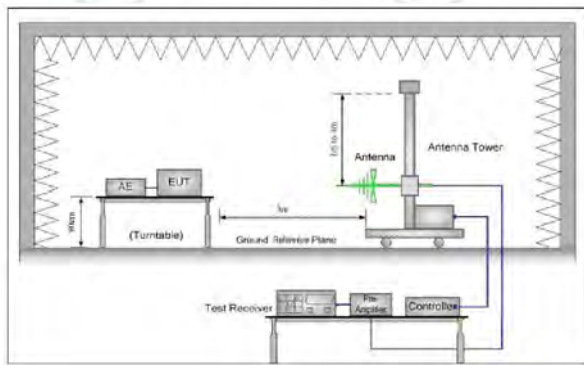 Antenna
Antenna Tower
AE
EUT
(Turntable)
Ground Reference Plane
Test Receiver
Pre
Amplifier
Controller